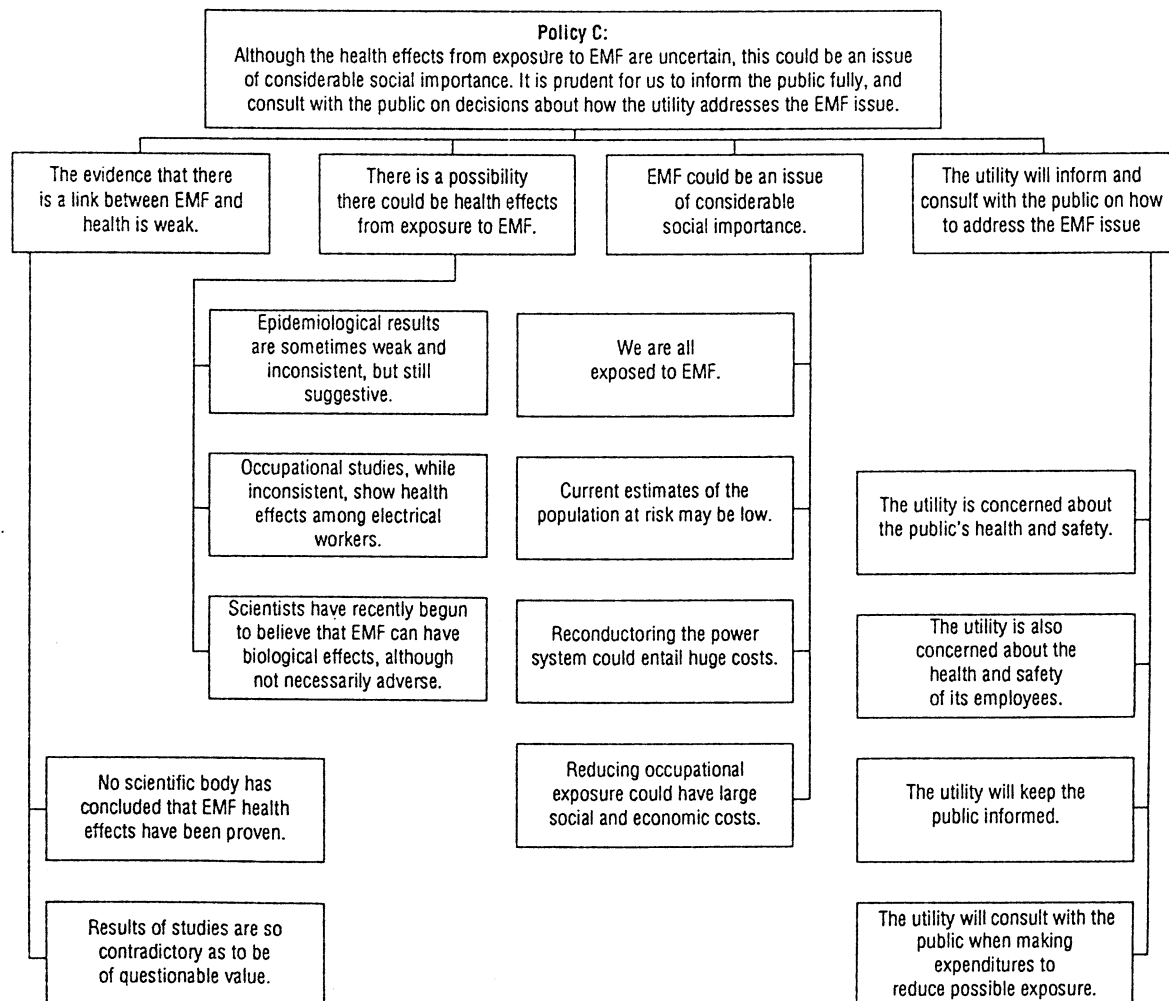 Policy C:
Although the health effects from exposure to EMF are uncertain, this could be an issue
of considerable social importance. It is prudent for us to inform the public fully, and
consult with the public on decisions about how the utility addresses the EMF issue.
The evidence that there
is a link between EMF and
health is weak.
There is a possibility
there could be health effects
from exposure to EMF.
EMF could be an issue
of considerable
social importance.
The utility will inform and
consult with the public on how
to address the EMF issue
Epidemiological results
are sometimes weak and
inconsistent, but still
suggestive.
Occupational studies, while
inconsistent, show health
effects among electrical
workers.
Scientists have recently begun
to believe that EMF can have
biological effects, although
not necessarily adverse.
We are all
exposed to EMF.
Current estimates of the
population at risk may be low.
Reconductoring the power
system could entail huge costs.
Reducing occupational
exposure could have large
social and economic costs.
The utility is concerned about
the public's health and safety.
The utility is also
concerned about the
health and safety
of its employees.
The utility will keep the
public informed.
The utility will consult with the
public when making
expenditures to
reduce possible exposure.
No scientific body has
concluded that EMF health
effects have been proven.
Results of studies are so
contradictory as to be
of questionable value.